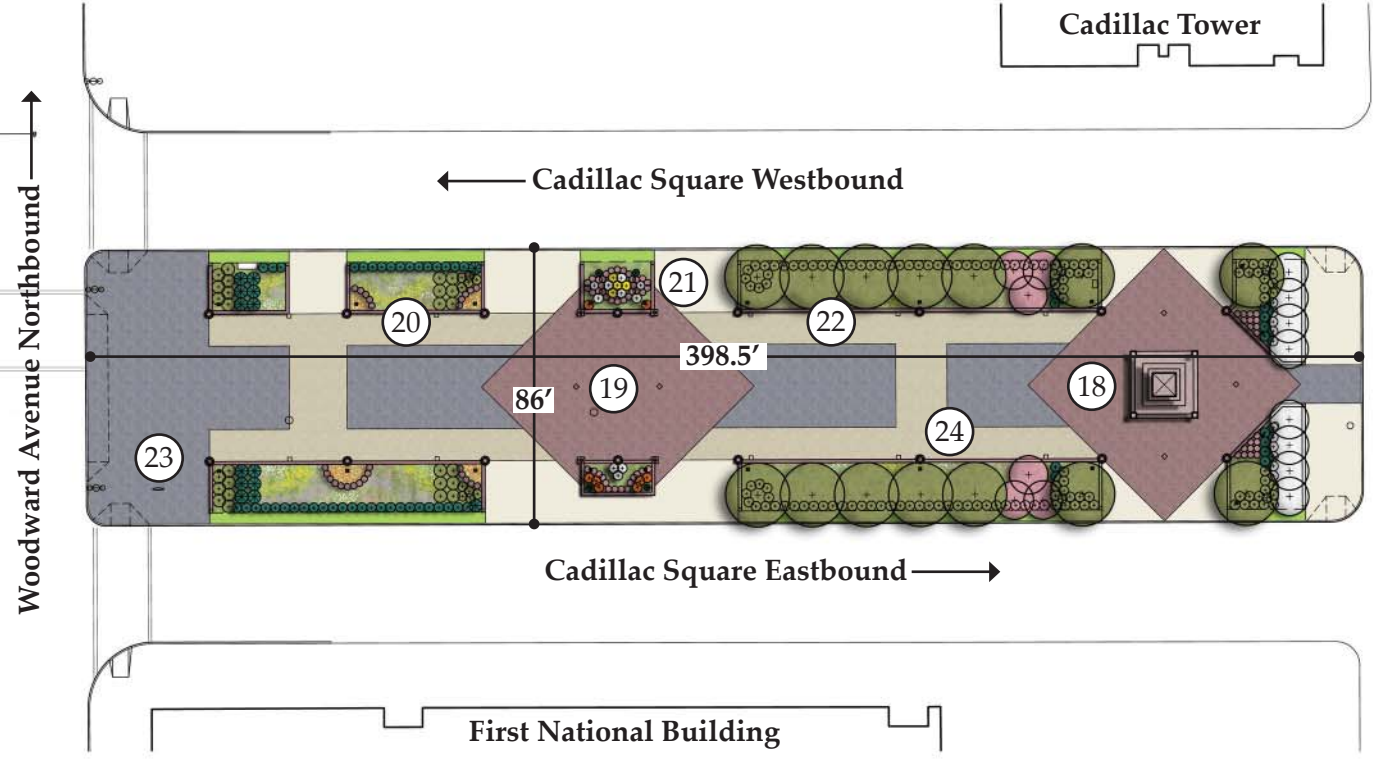 Cadillac Tower
Woodward Avenue Northbound
Cadillac Square Westbound
21
20
22
398.5′
19
86′
18
24
23
Cadillac Square Eastbound
First National Building